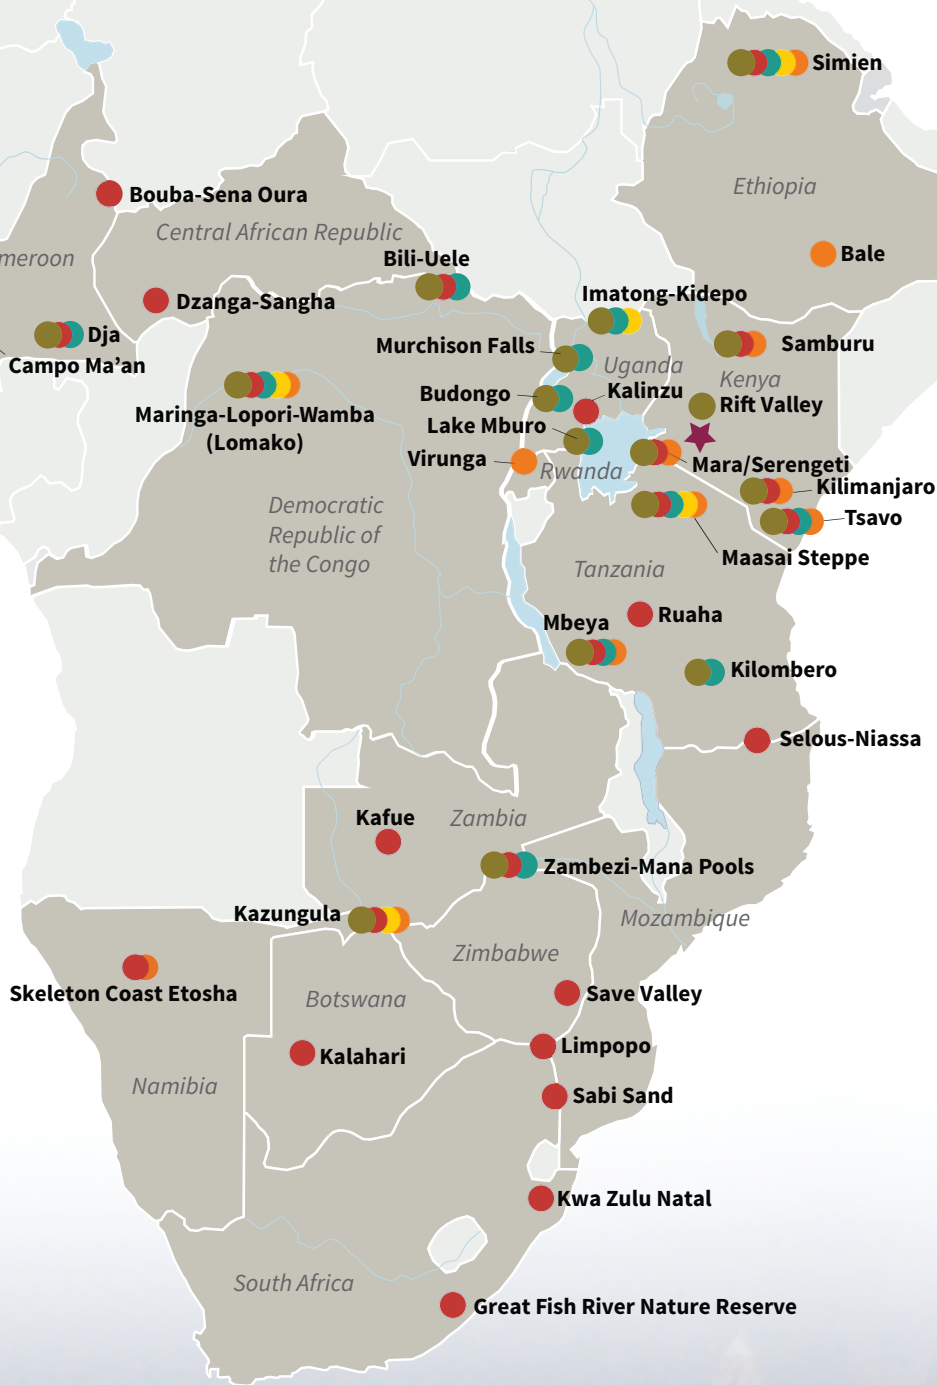 Simien
Ethiopia
Bouba-Sena Oura
Central African Republic
meroon
Bale
Bili-Uele
Imatong-Kidepo
Dzanga-Sangha
Dja
Murchison Falls
Samburu
Campo Ma’an
Uganda
Kenya
Budongo
Kalinzu
Rift Valley
Maringa-Lopori-Wamba
(Lomako)
Lake Mburo
Virunga
Rwanda
Mara/Serengeti
Kilimanjaro
Democratic
Republic of
the Congo
Tsavo
Maasai Steppe
Tanzania
Mbeya
Ruaha
Kilombero
Selous-Niassa
Kafue
Zambia
Zambezi-Mana Pools
Kazungula
Mozambique
Zimbabwe
Skeleton Coast Etosha
Botswana
Save Valley
Kalahari
Limpopo
Namibia
Sabi Sand
Kwa Zulu Natal
South Africa
Great Fish River Nature Reserve